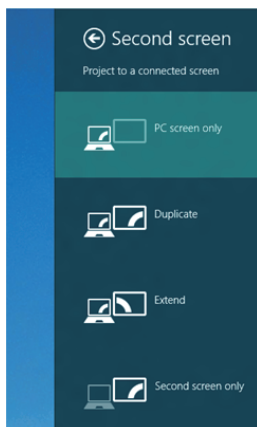 Second screen
Project to a connected screen
PC screen only
Duplicate
Extend
Second screen only